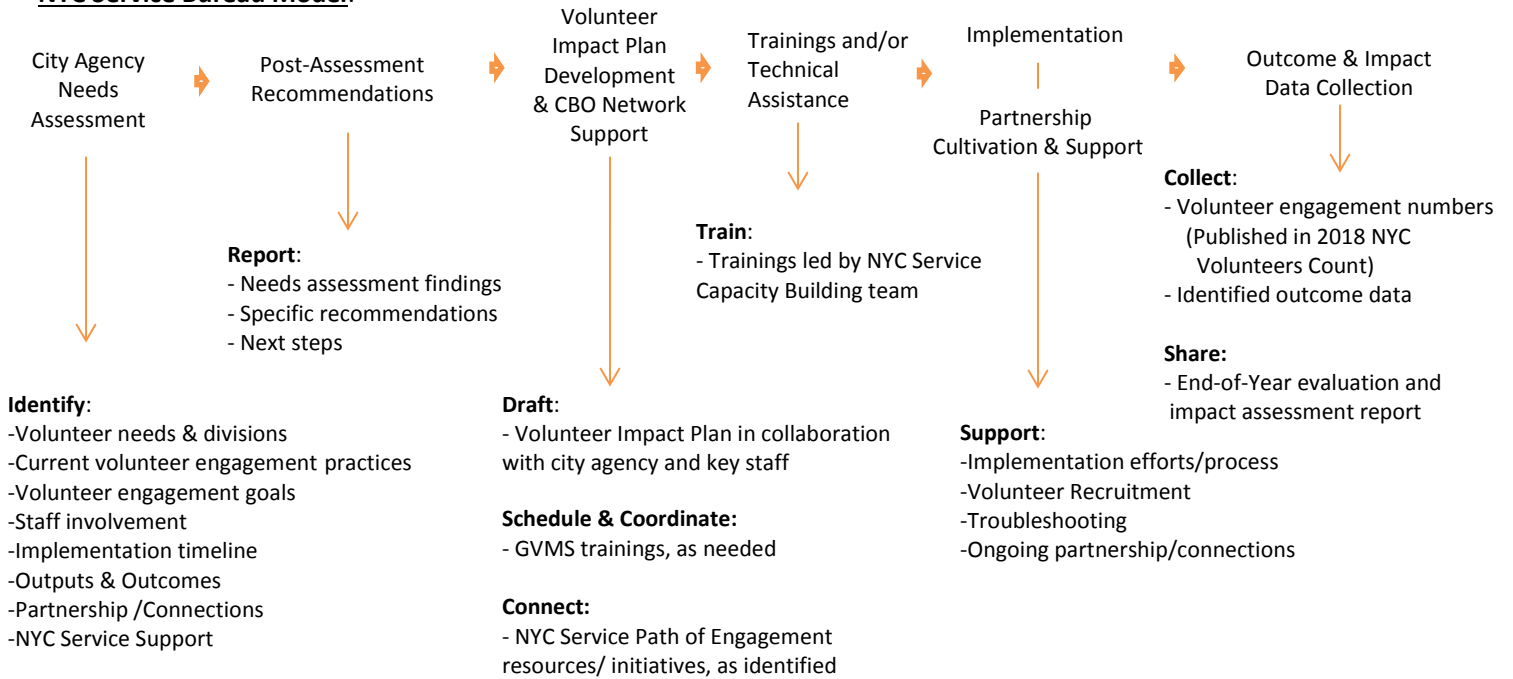 NYC Service Bureau Model:
City Agency
Needs
Assessment
Post-Assessment
Recommendations
Volunteer
Impact Plan
Development
& CBO Network
Support
Trainings and/or
Technical
Assistance
Implementation
Partnership
Cultivation & Support
Outcome & Impact
Data Collection
Identify:
-Volunteer needs & divisions
-Current volunteer engagement practices
-Volunteer engagement goals
-Staff involvement
-Implementation timeline
-Outputs & Outcomes
-Partnership /Connections
-NYC Service Support
Report:
- Needs assessment findings
- Specific recommendations
- Next steps
Draft:
- Volunteer Impact Plan in collaboration
with city agency and key staff
Schedule & Coordinate:
- GVMS trainings, as needed
Connect:
- NYC Service Path of Engagement
resources/ initiatives, as identified
Train:
- Trainings led by NYC Service
Capacity Building team
Support:
-Implementation efforts/process
-Volunteer Recruitment
-Troubleshooting
-Ongoing partnership/connections
Collect:
- Volunteer engagement numbers
(Published in 2018 NYC
Volunteers Count)
- Identified outcome data
Share:
- End-of-Year evaluation and
impact assessment report